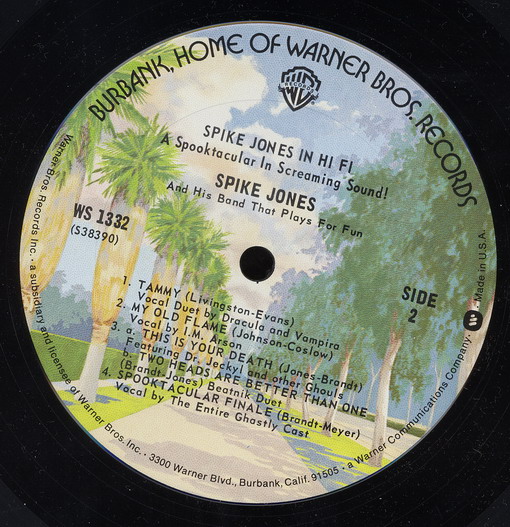 BURBANK, HOME OF WARNER BROS. RECORDS
WB
RECORDS
SPIKE JONES IN HI FI
A Spooktacular In Screaming Sound!
SPIKE JONES
And His Band That Plays For Fun
WS 1332
(S38390)
SIDE
2
1. TAMMY (Livingston-Evans)
Vocal Duet by Dracula and Vampira
2. MY OLD FLAME (Johnson-Coslow)
Vocal by I.M. Arson
3. a. THIS IS YOUR DEATH (Jones-Brandt)
Featuring Dr. Jeckyl and other Ghouls
b. TWO HEADS ARE BETTER THAN ONE
(Brandt-Jones) Beatnik Duet
4. SPOOKTACULAR FINALE (Brandt-Meyer)
Vocal by The Entire Ghastly Cast
Warner Bros. Records Inc. · a subsidiary and licensee of Warner Bros. Inc. · 3300 Warner Blvd., Burbank, Calif. 91505 · a Warner Communications Company · Made in U.S.A.